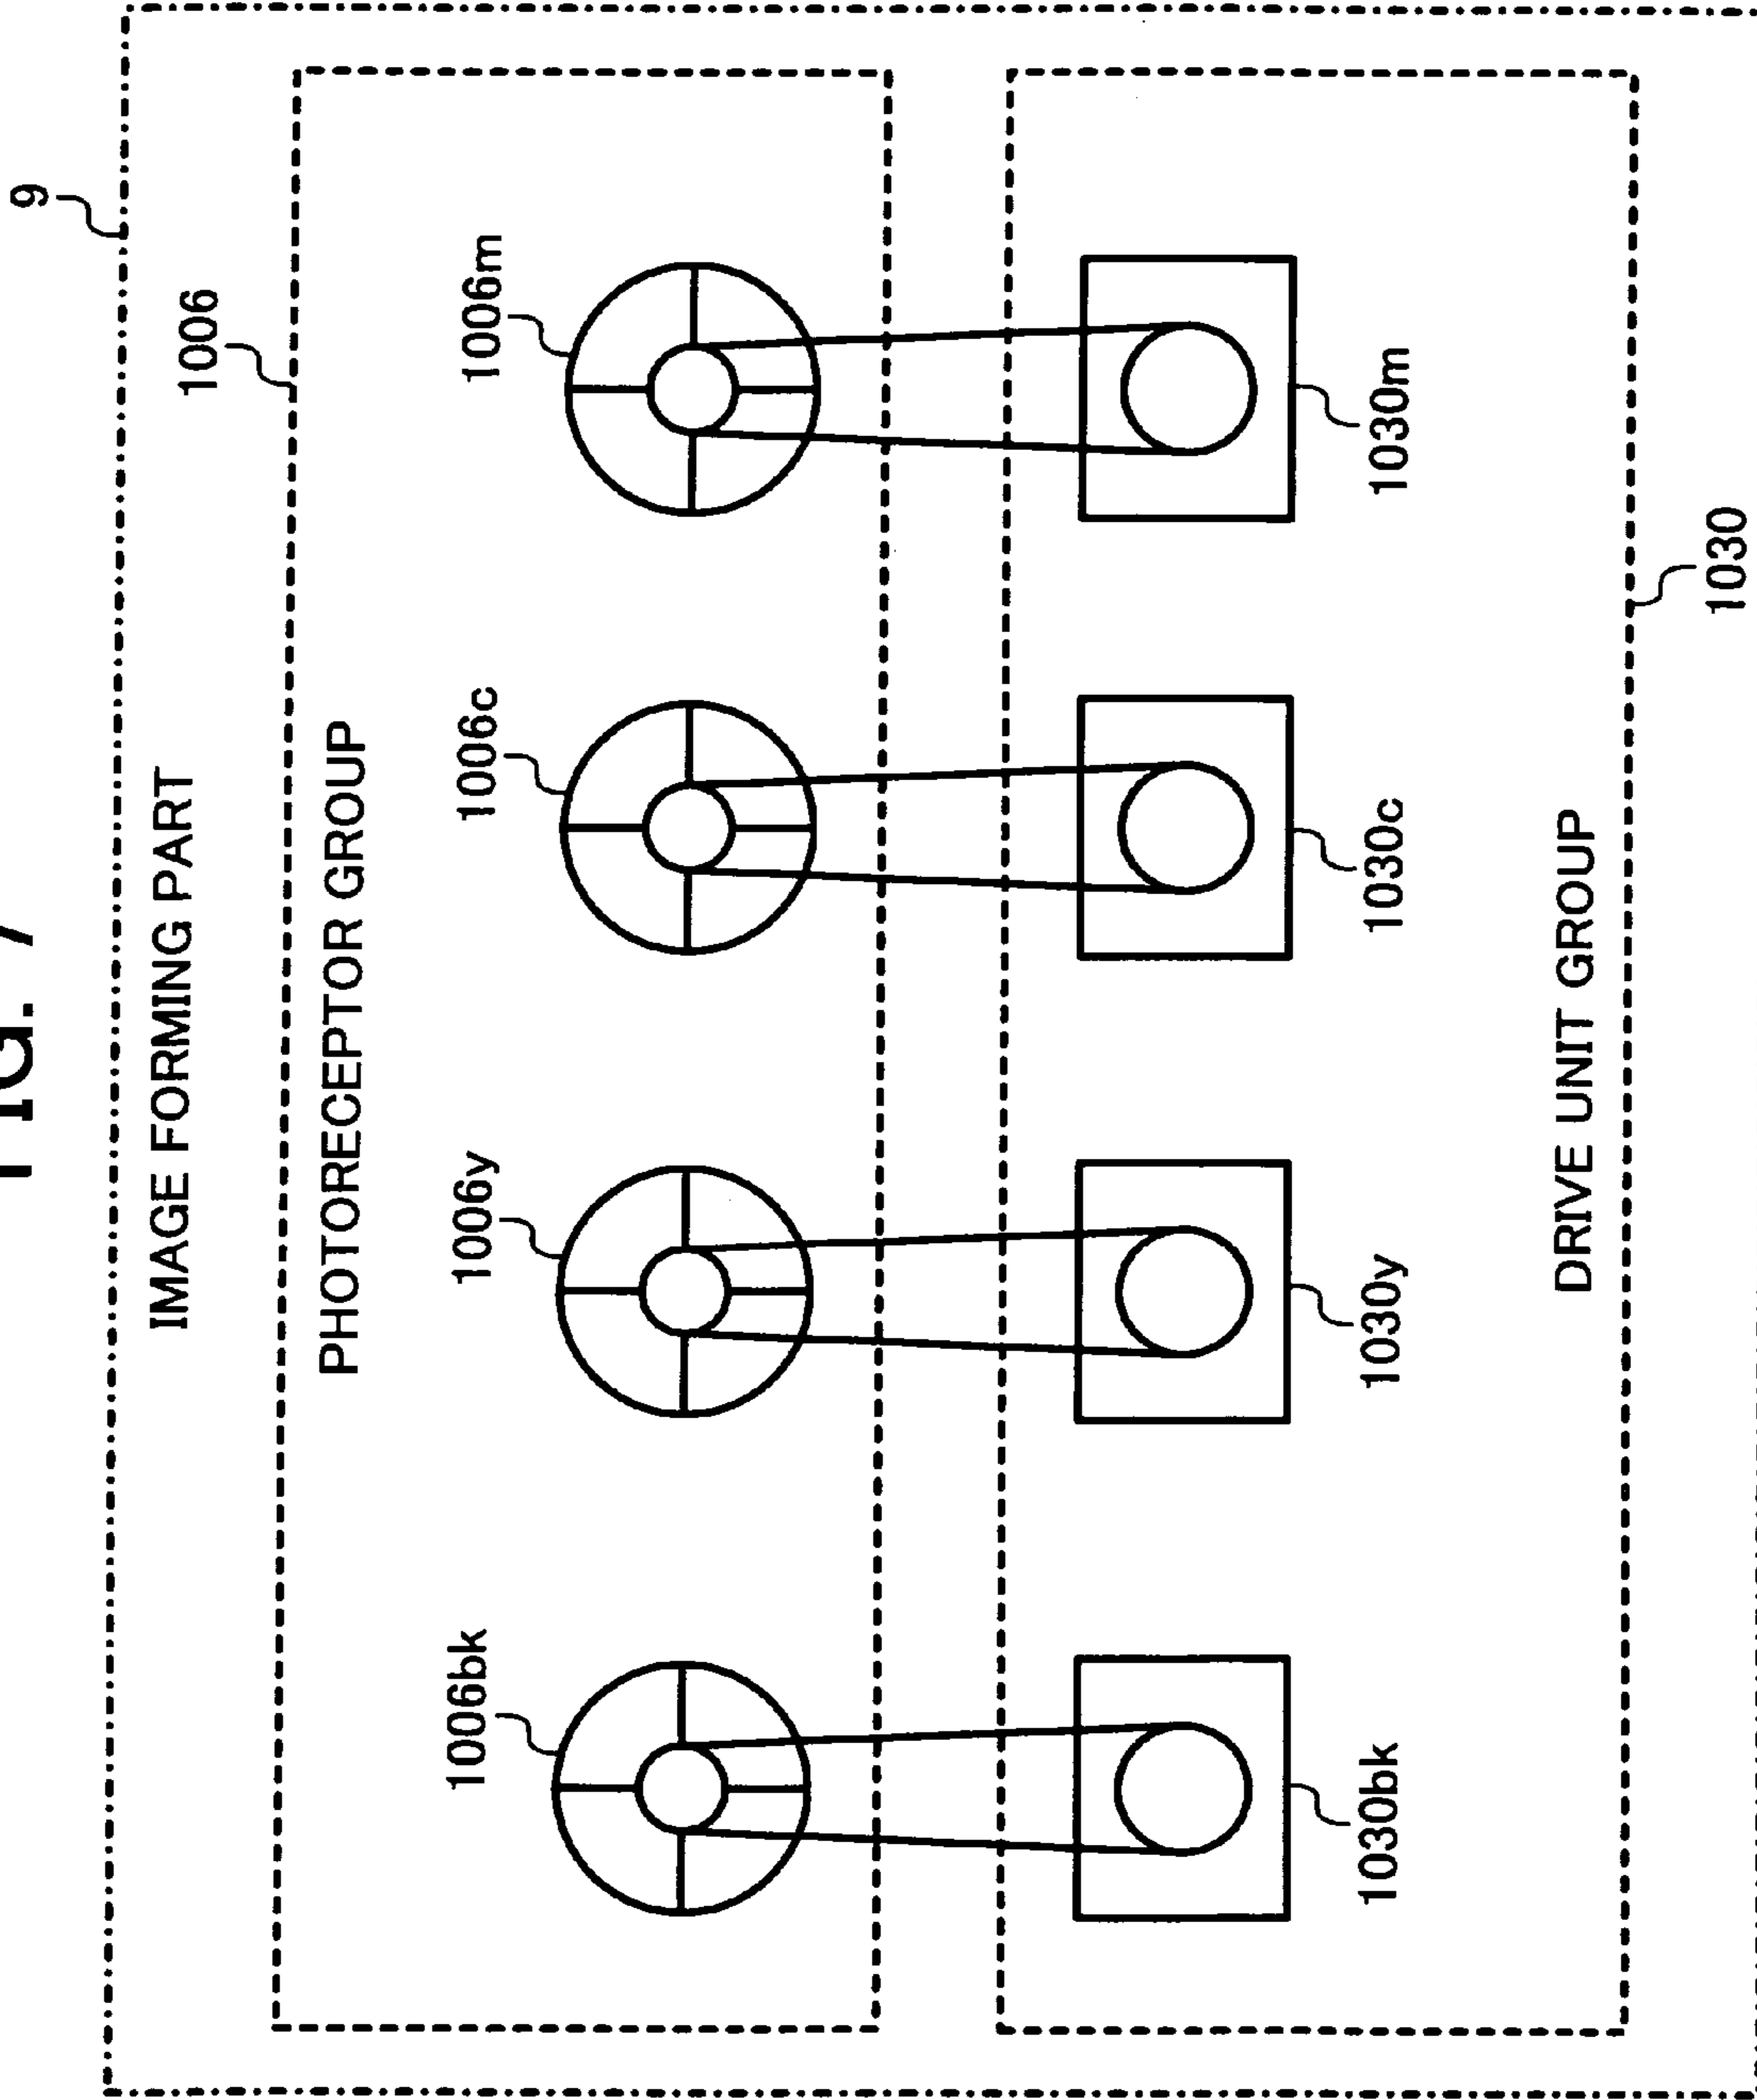 FIG. 7
9
IMAGE FORMING PART
1006
PHOTORECEPTOR GROUP
1006bk
1006y
1006c
1006m
1030bk
1030y
1030c
1030m
DRIVE UNIT GROUP
1030